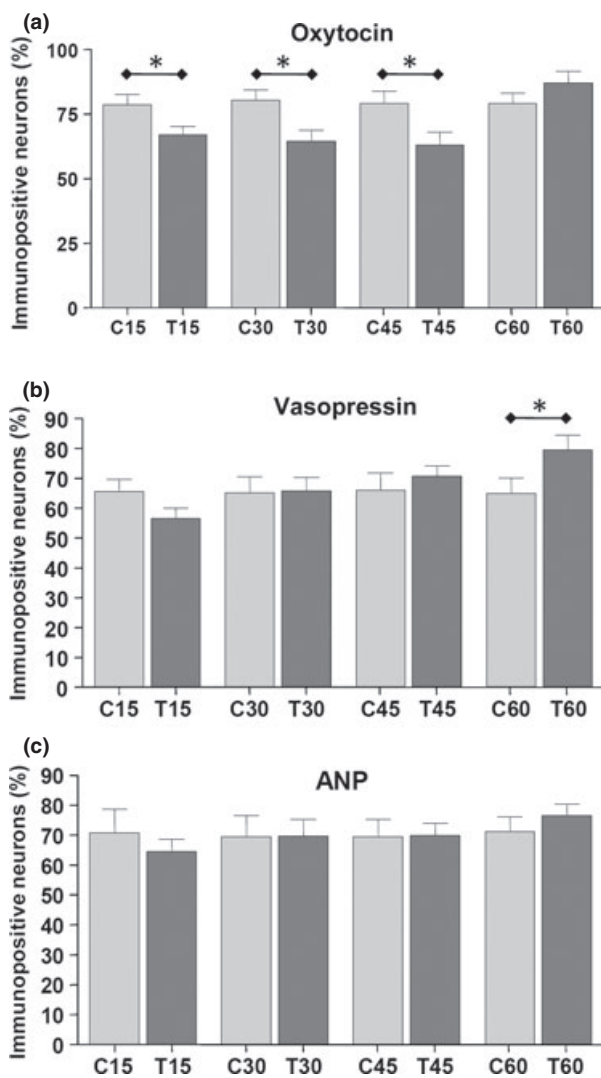 (a)
Oxytocin
Immunopositive neurons (%)
100
75
50
25
0
* * *
C15 T15 C30 T30 C45 T45 C60 T60
(b)
Vasopressin
Immunopositive neurons (%)
90
80
70
60
50
40
30
20
10
0
*
C15 T15 C30 T30 C45 T45 C60 T60
(c)
ANP
Immunopositive neurons (%)
90
80
70
60
50
40
30
20
10
0
C15 T15 C30 T30 C45 T45 C60 T60